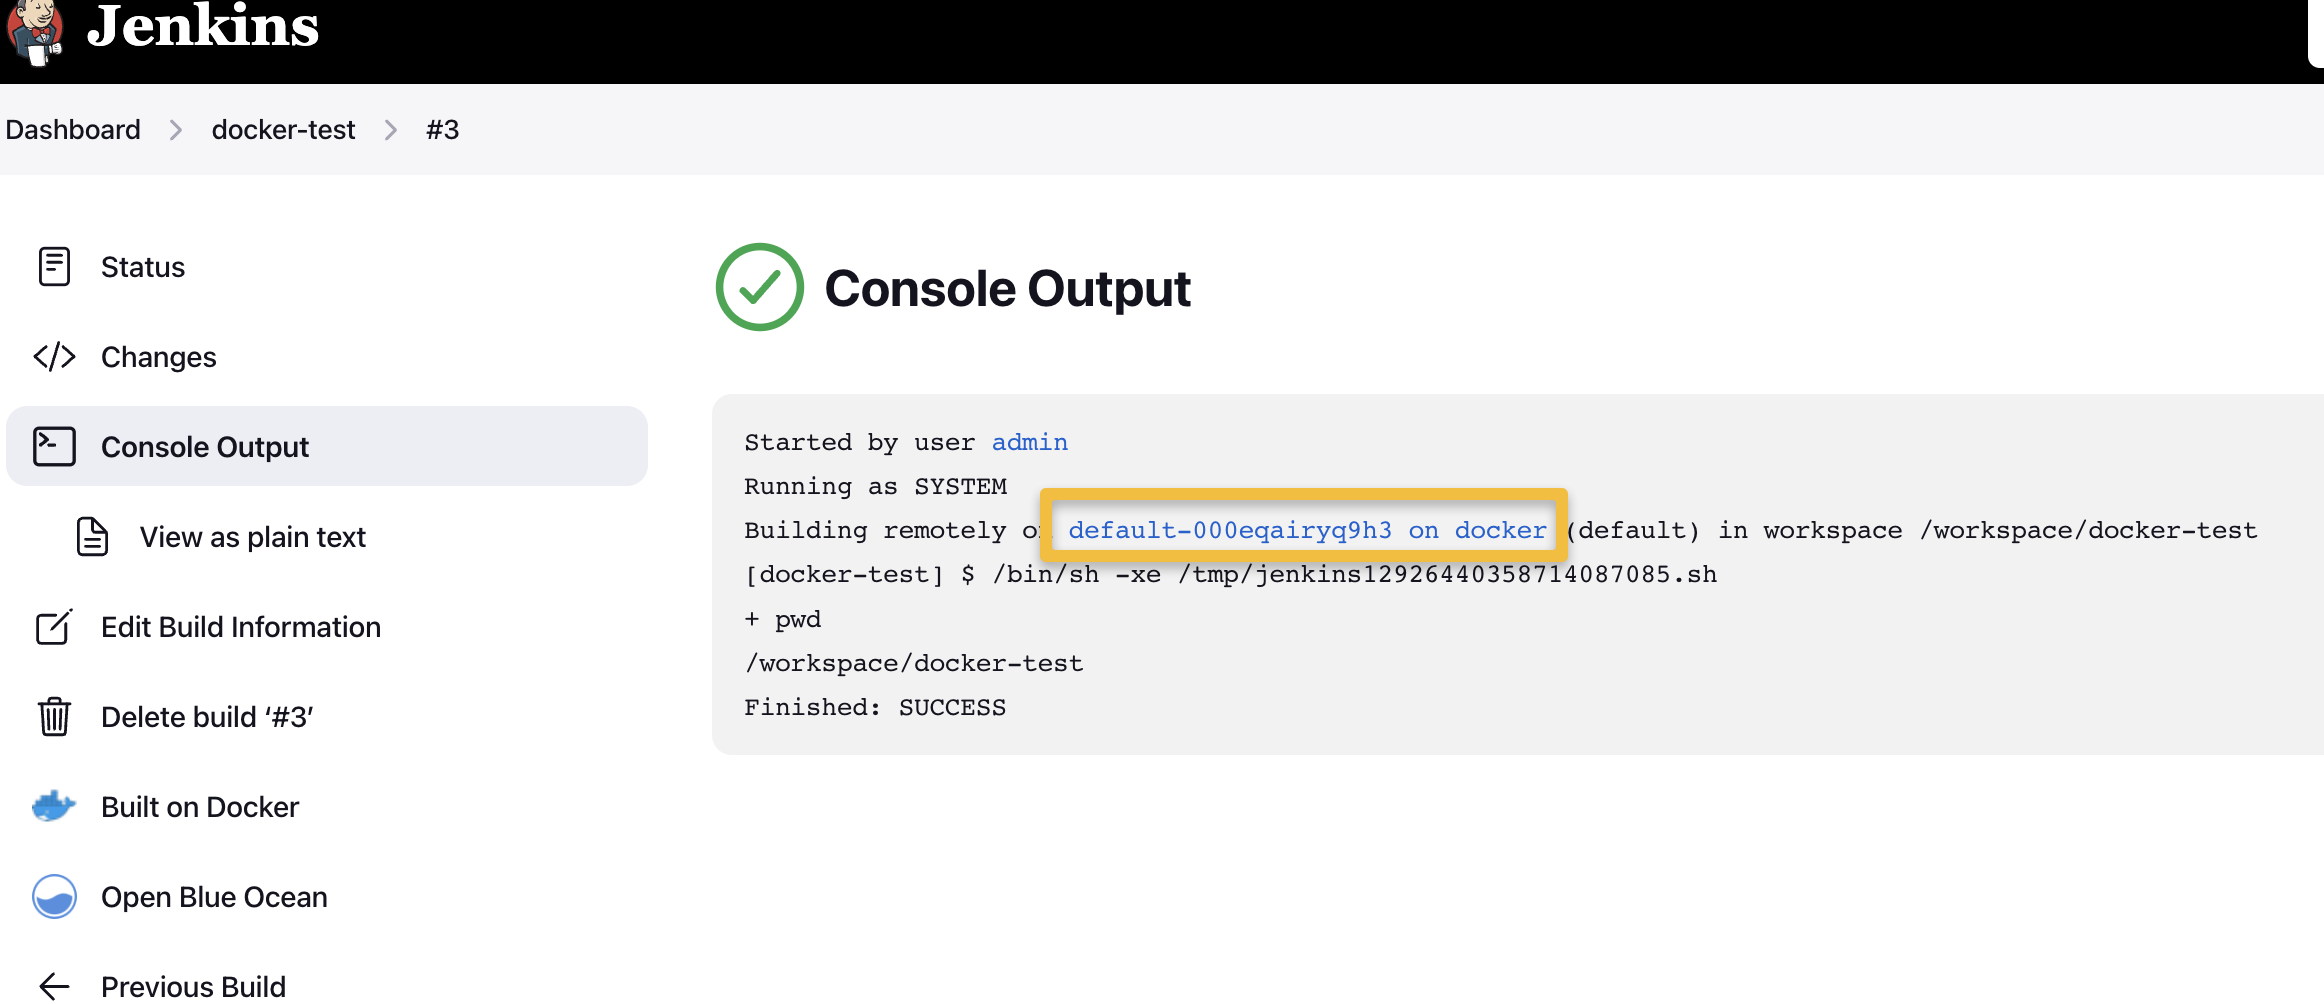 Jenkins
Dashboard > docker-test > #3
Status
Changes
Console Output
View as plain text
Edit Build Information
Delete build ‘#3’
Built on Docker
Open Blue Ocean
Previous Build
Console Output
Started by user admin
Running as SYSTEM
Building remotely on default-000eqairyq9h3 on docker (default) in workspace /workspace/docker-test
[docker-test] $ /bin/sh -xe /tmp/jenkins12926440358714087085.sh
+ pwd
/workspace/docker-test
Finished: SUCCESS